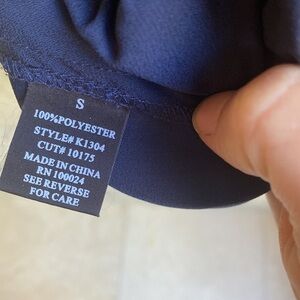 S
100%POLYESTER
STYLE# K1304
CUT# 10175
MADE IN CHINA
RN 100024
SEE REVERSE
FOR CARE